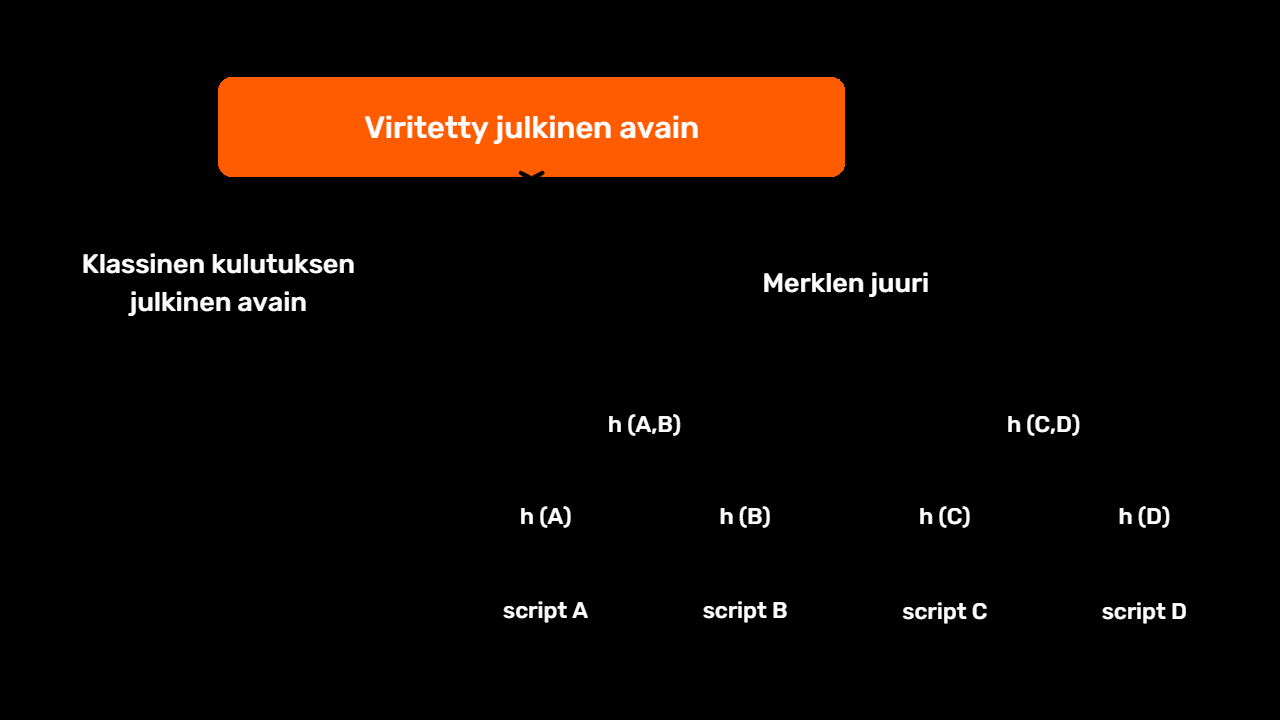 Viritetty julkinen avain
Klassinen kulutuksen
julkinen avain
Merklen juuri
h (A,B)
h (C,D)
h (A)
h (B)
h (C)
h (D)
script A
script B
script C
script D